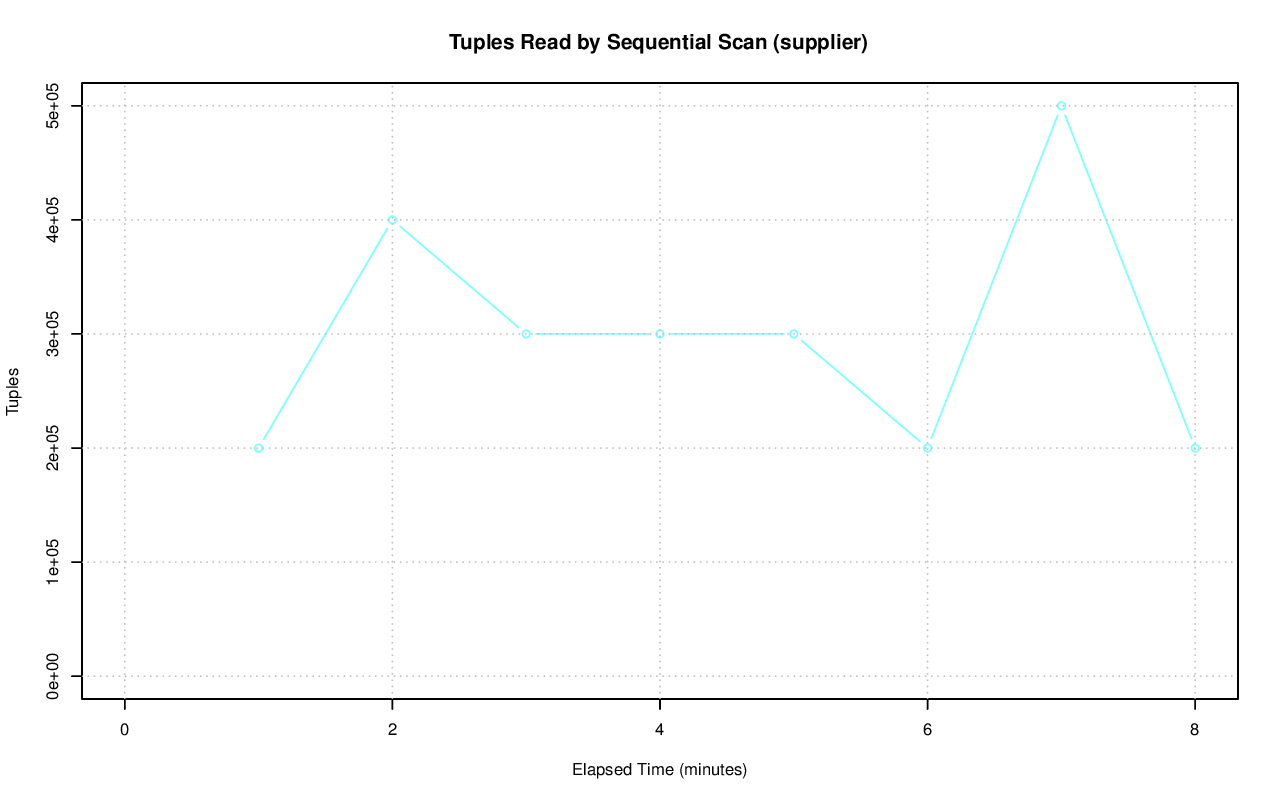 Tuples Read by Sequential Scan (supplier)
5e+05
4e+05
3e+05
2e+05
1e+05
0e+00
Tuples
0 2 4 6 8
Elapsed Time (minutes)